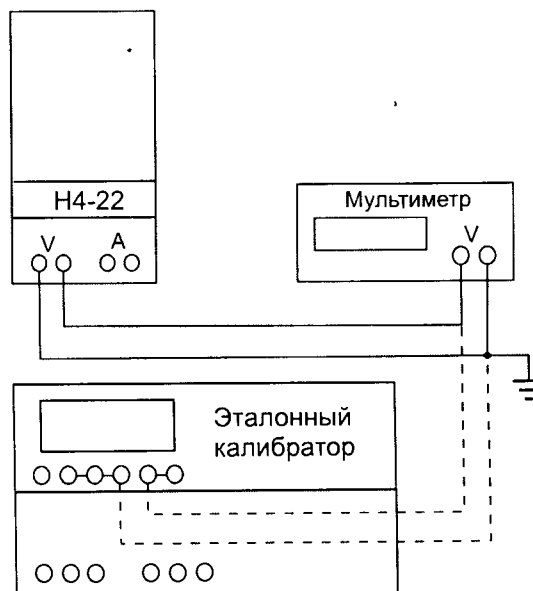 Н4-22
V A
Мультиметр
V
Эталонный
калибратор